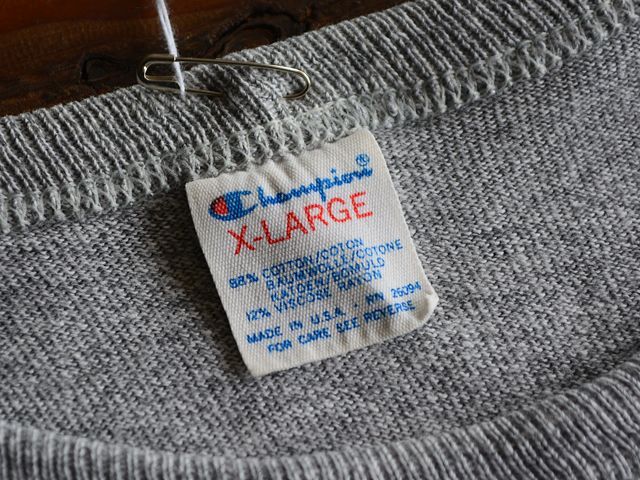 Champion®
X-LARGE
88% COTTON/COTON
BAUMWOLLE/COTONE
KATOEN/BOMULD
12% VISCOSE RAYON
MADE IN U.S.A. RN 26094
FOR CARE SEE REVERSE